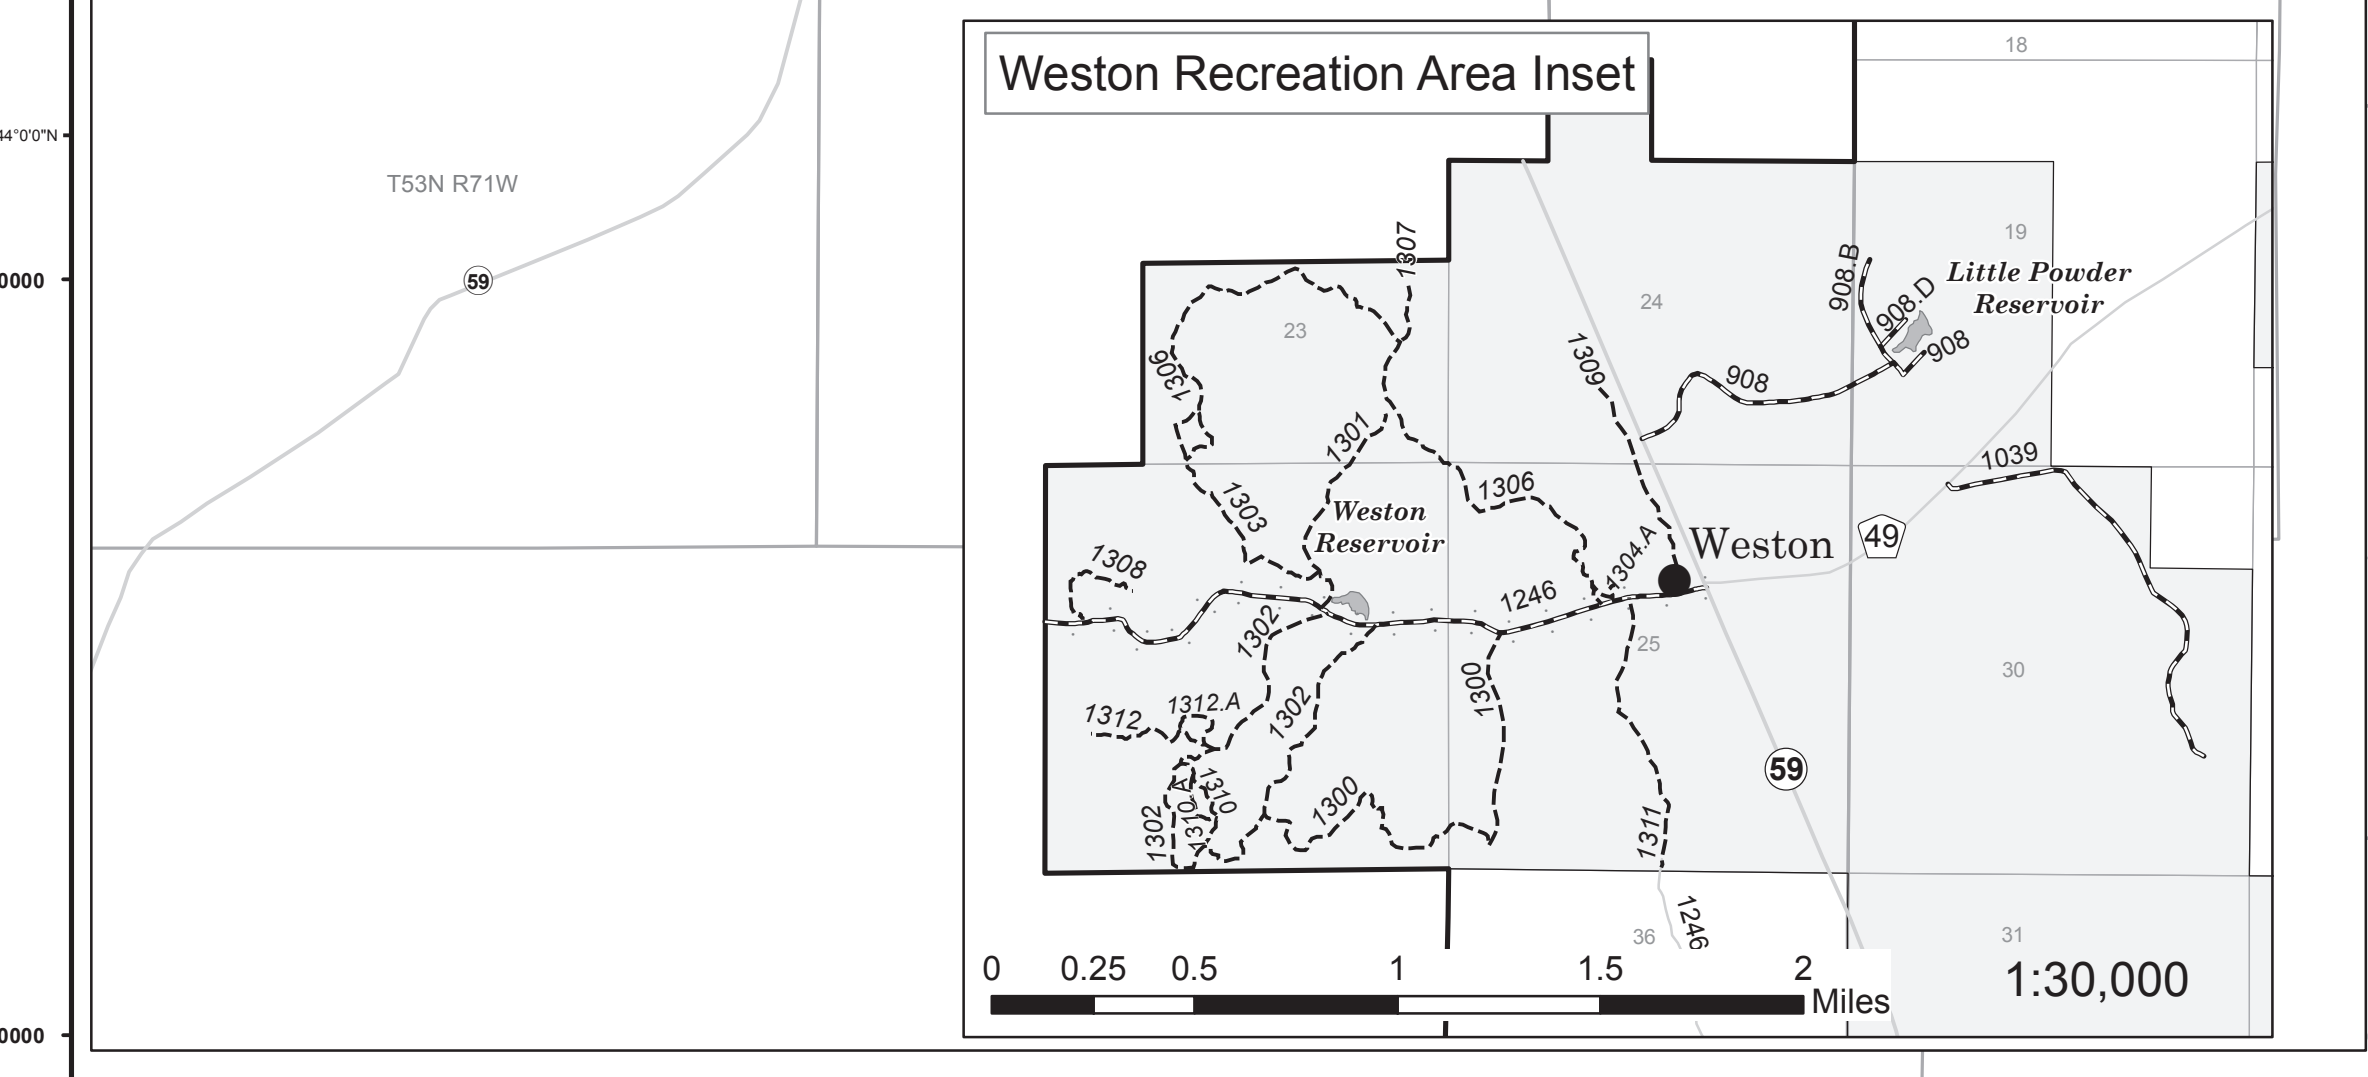 Weston Recreation Area Inset
18
44°0'0"N
T53N R71W
59
0000
1307
19
908.B
Little Powder
Reservoir
908.D
24
23
908
1309
1306
908
1301
1039
1306
1303
Weston
Reservoir
49
Weston
1304.A
1308
1246
1302
25
30
1300
1312.A
1312
1302
59
1310
1310.A
1300
1302
1311
1246
36
31
0 0.25 0.5 1 1.5 2
Miles
1:30,000
0000